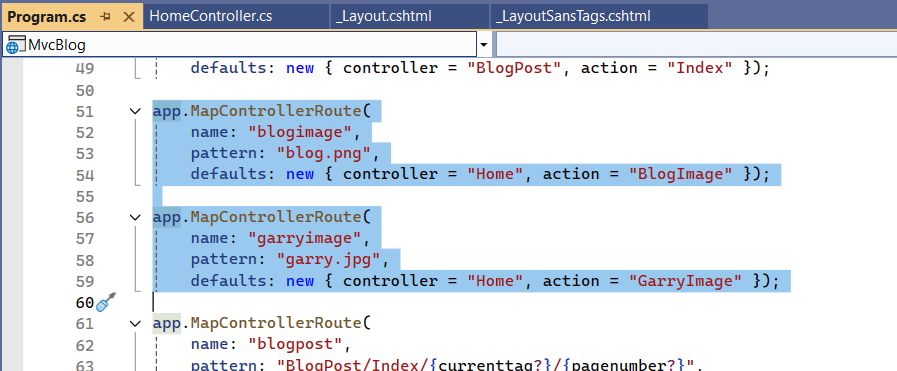 Program.cs HomeController.cs _Layout.cshtml _LayoutSansTags.cshtml
MvcBlog
49 defaults: new { controller = "BlogPost", action = "Index" });
50
51 app.MapControllerRoute(
52 name: "blogimage",
53 pattern: "blog.png",
54 defaults: new { controller = "Home", action = "BlogImage" });
55
56 app.MapControllerRoute(
57 name: "garryimage",
58 pattern: "garry.jpg",
59 defaults: new { controller = "Home", action = "GarryImage" });
60
61 app.MapControllerRoute(
62 name: "blogpost",
63 pattern: "BlogPost/Index/{currenttag?}/{pagenumber?}",